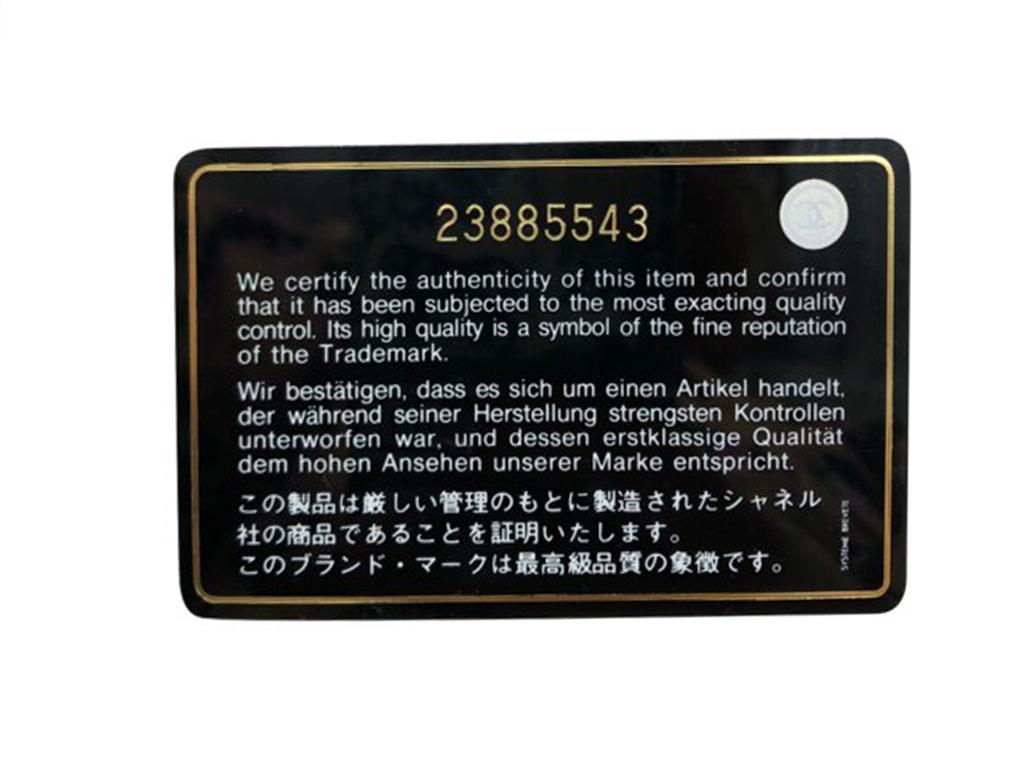 23885543
We certify the authenticity of this item and confirm
that it has been subjected to the most exacting quality
control. Its high quality is a symbol of the fine reputation
of the Trademark.
Wir bestätigen, dass es sich um einen Artikel handelt,
der während seiner Herstellung strengsten Kontrollen
unterworfen war, und dessen erstklassige Qualität
dem hohen Ansehen unserer Marke entspricht.
この製品は厳しい管理のもとに製造されたシャネル
社の商品であることを証明いたします。
このブランド・マークは最高級品質の象徴です。
SYSTEME BREVETE